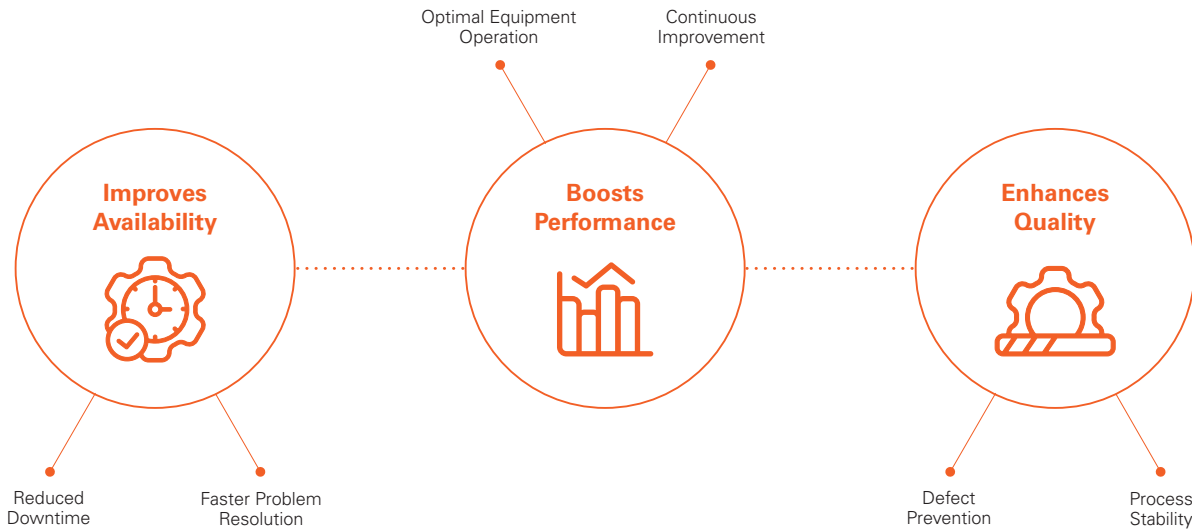 Optimal Equipment
Operation
Continuous
Improvement
Improves
Availability
Boosts
Performance
Enhances
Quality
Reduced
Downtime
Faster Problem
Resolution
Defect
Prevention
Process
Stability